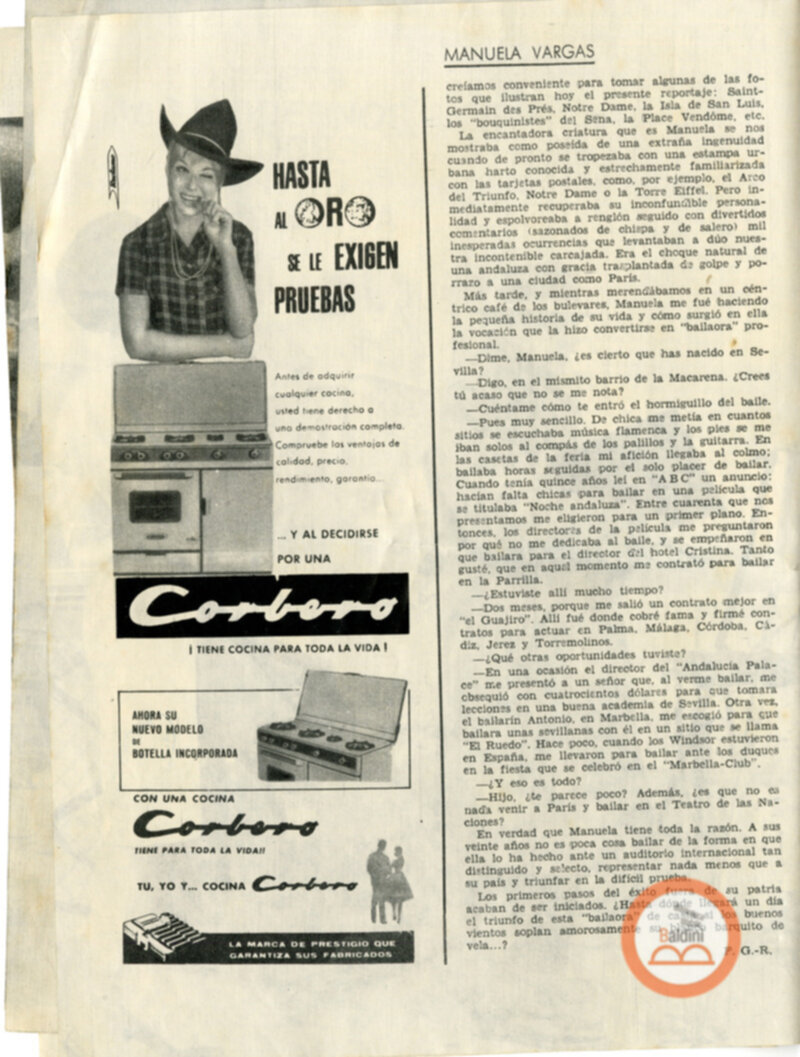 MANUELA VARGAS
HASTA
AL ORO
SE LE EXIGEN
PRUEBAS
Antes de adquirir
cualquier cocina,
usted tiene derecho a
una demostración completa.
Compruebe las ventajas de
calidad, precio,
rendimiento, garantía...
... Y AL DECIDIRSE
POR UNA
Corbero
¡ TIENE COCINA PARA TODA LA VIDA !
AHORA SU
NUEVO MODELO
DE
BOTELLA INCORPORADA
CON UNA COCINA
Corbero
TIENE PARA TODA LA VIDA!!
TU, YO Y... COCINA Corbero
LA MARCA DE PRESTIGIO QUE
GARANTIZA SUS FABRICADOS
creíamos conveniente para tomar algunas de las fo-
tos que ilustran hoy el presente reportaje: Saint-
Germain des Prés, Notre Dame, la Isla de San Luis,
los "bouquinistes" del Sena, la Place Vendôme, etc.
La encantadora criatura que es Manuela se nos
mostraba como poseída de una extraña ingenuidad
cuando de pronto se tropezaba con una estampa ur-
bana harto conocida y estrechamente familiarizada
con las tarjetas postales, como, por ejemplo, el Arco
del Triunfo, Notre Dame o la Torre Eiffel. Pero in-
mediatamente recuperaba su inconfundible persona-
lidad y espolvoreaba a renglón seguido con divertidos
comentarios (sazonados de chispa y de salero) mil
inesperadas ocurrencias que levantaban a dúo nues-
tra incontenible carcajada. Era el choque natural de
una andaluza con gracia trasplantada de golpe y po-
rrazo a una ciudad como París.
Más tarde, y mientras merendábamos en un cén-
trico café de los bulevares, Manuela me fué haciendo
la pequeña historia de su vida y cómo surgió en ella
la vocación que la hizo convertirse en "bailaora" pro-
fesional.
—Dime, Manuela, ¿es cierto que has nacido en Se-
villa?
—Digo, en el mismito barrio de la Macarena. ¿Crees
tú acaso que no se me nota?
—Cuéntame cómo te entró el hormiguillo del baile.
—Pues muy sencillo. De chica me metía en cuantos
sitios se escuchaba música flamenca y los pies se me
iban solos al compás de los palillos y la guitarra. En
las casetas de la feria mi afición llegaba al colmo;
bailaba horas seguidas por el solo placer de bailar.
Cuando tenía quince años leí en "ABC" un anuncio:
hacían falta chicas para bailar en una película que
se titulaba "Noche andaluza". Entre cuarenta que nos
presentamos me eligieron para un primer plano. En-
tonces, los directores de la película me preguntaron
por qué no me dedicaba al baile, y se empeñaron en
que bailara para el director del hotel Cristina. Tanto
gusté, que en aquel momento me contrató para bailar
en la Parrilla.
—¿Estuviste allí mucho tiempo?
—Dos meses, porque me salió un contrato mejor en
"el Guajiro". Allí fué donde cobré fama y firmé con-
tratos para actuar en Palma, Málaga, Córdoba, Cá-
diz, Jerez y Torremolinos.
—¿Qué otras oportunidades tuviste?
—En una ocasión el director del "Andalucía Pala-
ce" me presentó a un señor que, al verme bailar, me
obsequió con cuatrocientos dólares para que tomara
lecciones en una buena academia de Sevilla. Otra vez,
el bailarín Antonio, en Marbella, me escogió para que
bailara unas sevillanas con él en un sitio que se llama
"El Ruedo". Hace poco, cuando los Windsor estuvieron
en España, me llevaron para bailar ante los duques
en la fiesta que se celebró en el "Marbella-Club".
—¿Y eso es todo?
—Hijo, ¿te parece poco? Además, ¿es que no es
nada venir a París y bailar en el Teatro de las Na-
ciones?
En verdad que Manuela tiene toda la razón. A sus
veinte años no es poca cosa bailar de la forma en que
ella lo ha hecho ante un auditorio internacional tan
distinguido y selecto, representar nada menos que a
su país y triunfar en la difícil prueba.
Los primeros pasos del éxito fuera de su patria
acaban de ser iniciados. ¿Hasta dónde llegará un día
el triunfo de esta "bailaora" de si los buenos
vientos soplan amorosamente su barquito de
vela...?
F. G.-R.
Baldini